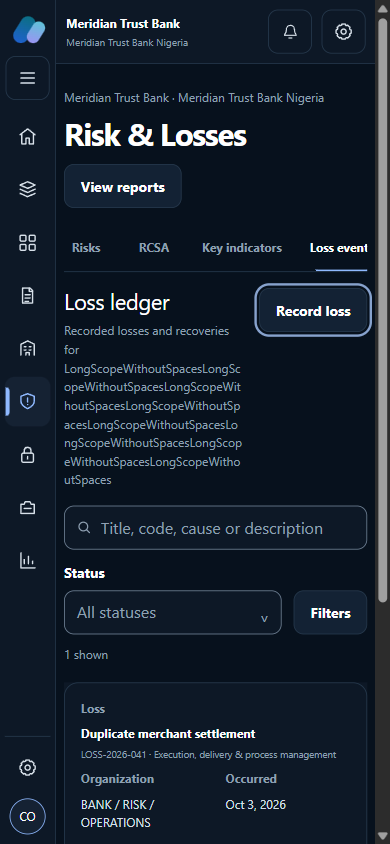 Meridian Trust Bank
Meridian Trust Bank Nigeria
Meridian Trust Bank · Meridian Trust Bank Nigeria
Risk & Losses
View reports
Risks RCSA Key indicators Loss event
Loss ledger
Record loss
Recorded losses and recoveries
for
LongScopeWithoutSpacesLongSc
opeWithoutSpacesLongScopeWit
houtSpacesLongScopeWithoutSp
acesLongScopeWithoutSpacesLo
ngScopeWithoutSpacesLongScop
eWithoutSpacesLongScopeWitho
utSpaces
Title, code, cause or description
Status
All statuses
Filters
1 shown
Loss
Duplicate merchant settlement
LOSS-2026-041 · Execution, delivery & process management
Organization Occurred
BANK / RISK / Oct 3, 2026
OPERATIONS
CO